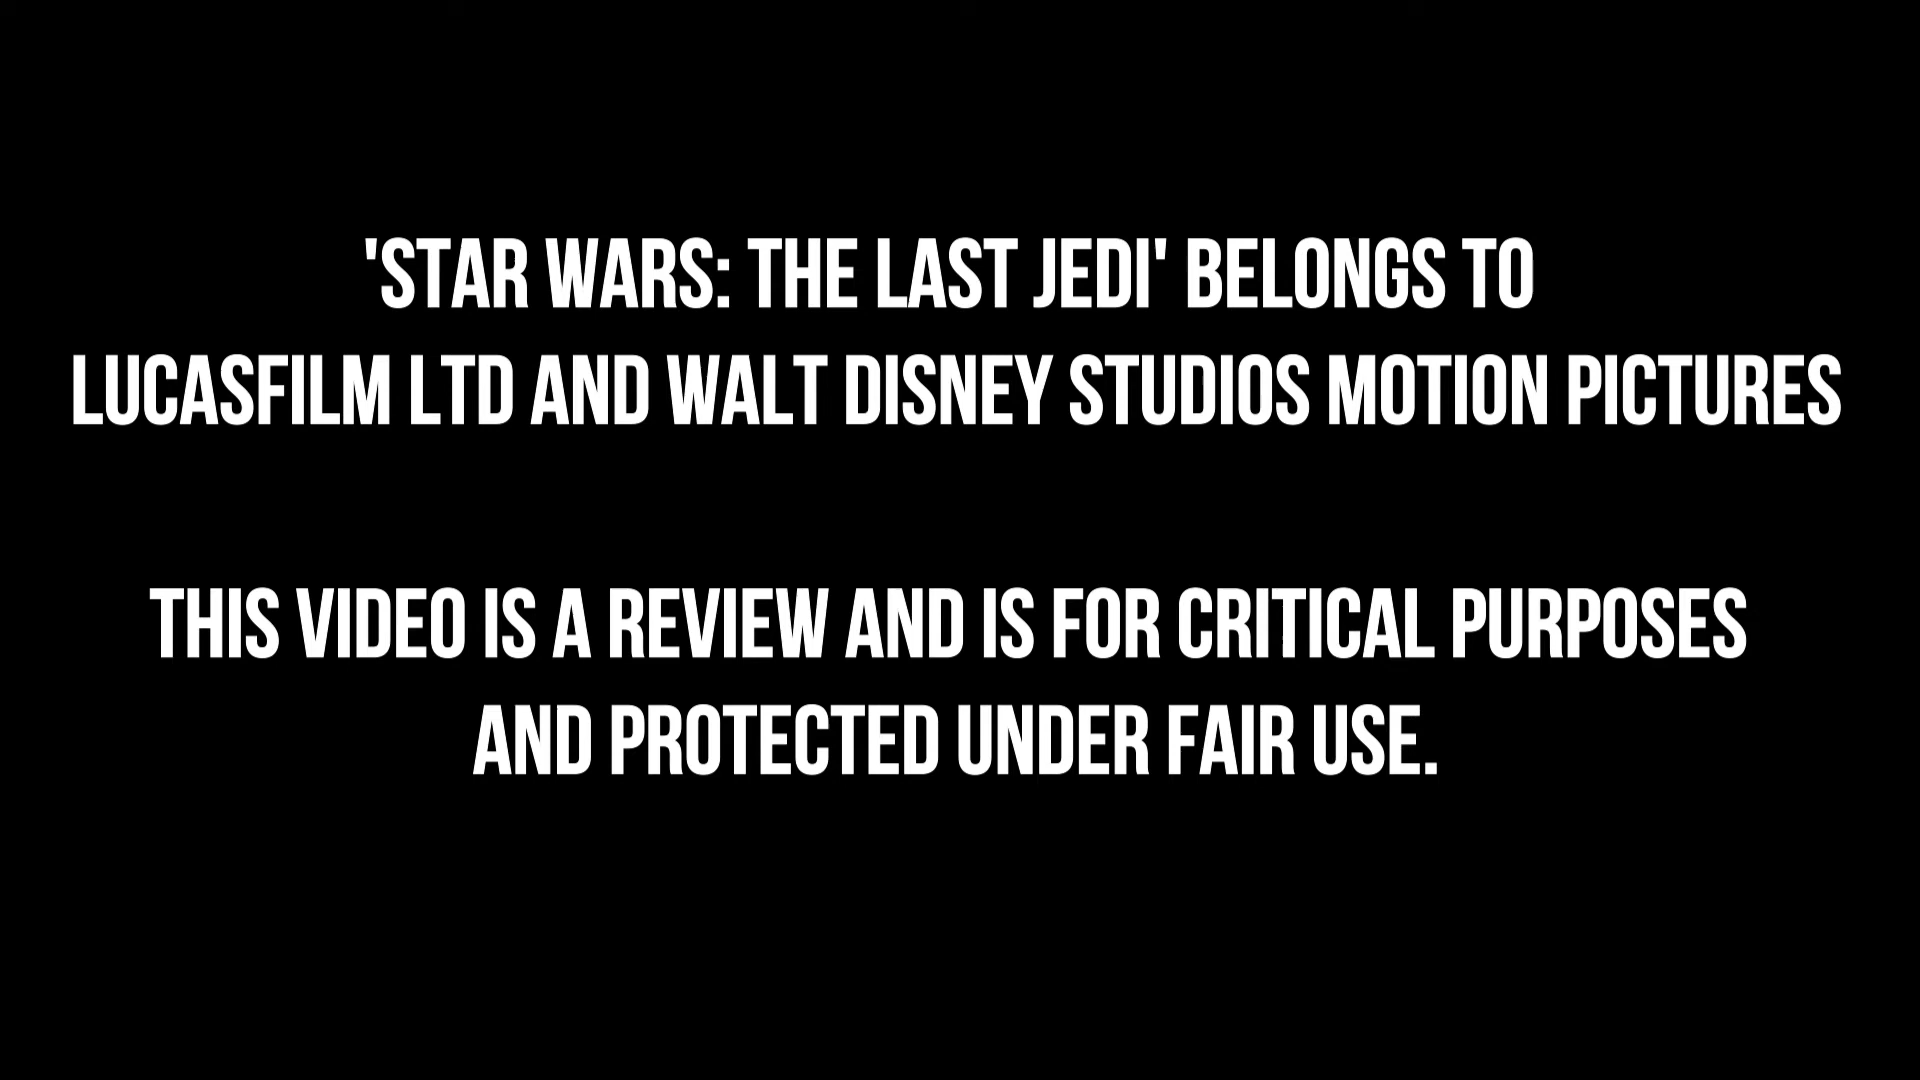 'STAR WARS: THE LAST JEDI' BELONGS TO
LUCASFILM LTD AND WALT DISNEY STUDIOS MOTION PICTURES
THIS VIDEO IS A REVIEW AND IS FOR CRITICAL PURPOSES
AND PROTECTED UNDER FAIR USE.